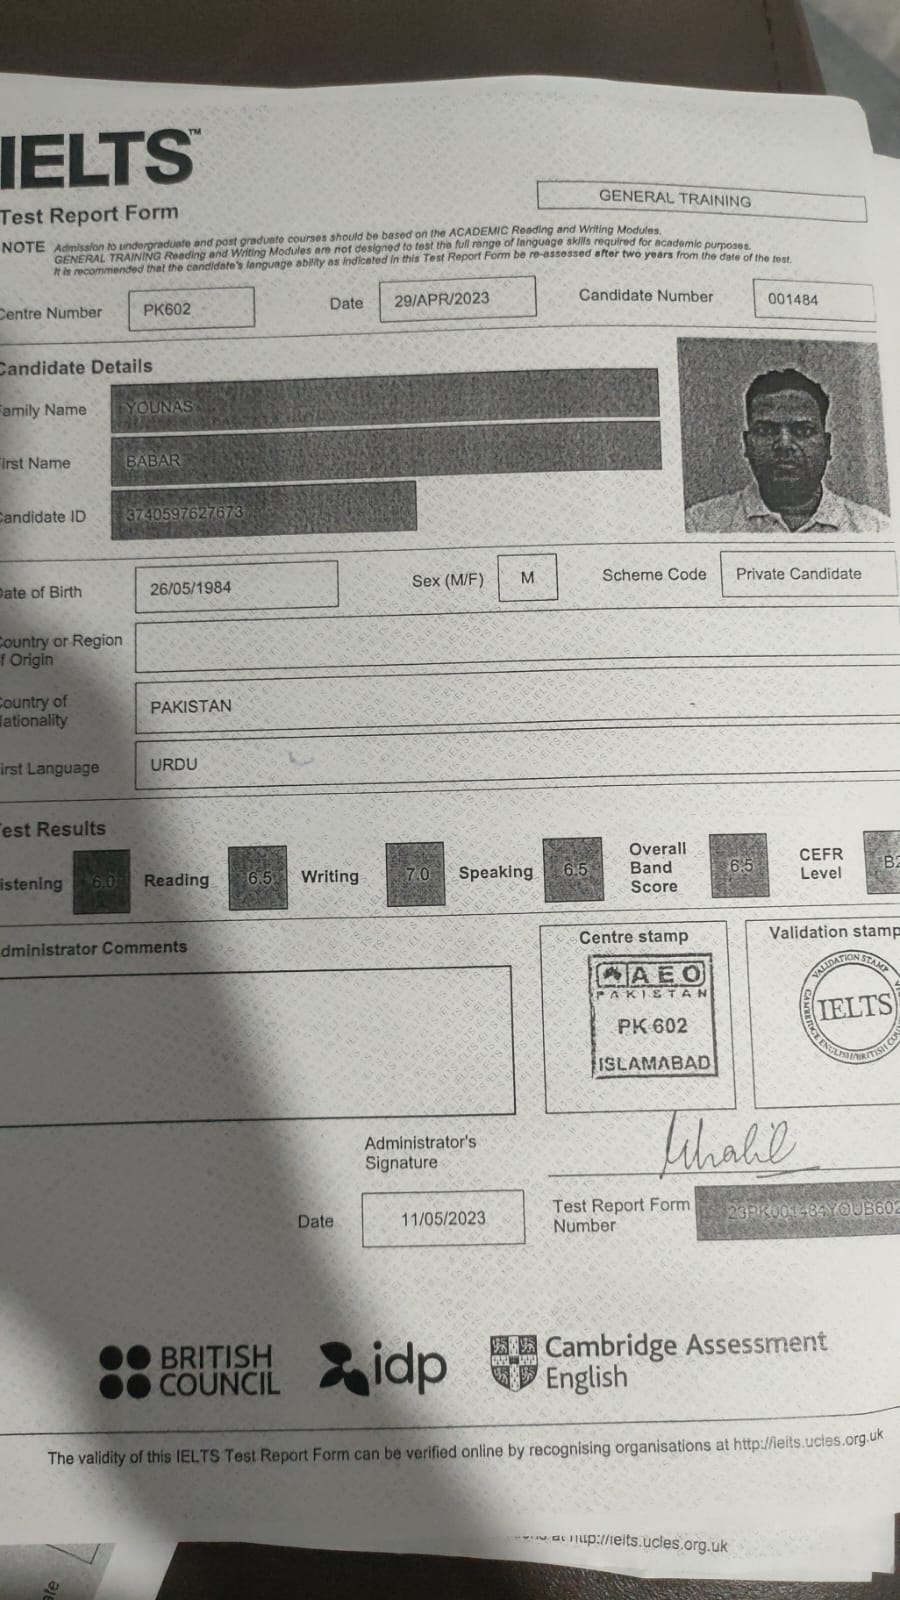 IELTS™
Test Report Form
GENERAL TRAINING
NOTE Admission to undergraduate and post graduate courses should be based on the ACADEMIC Reading and Writing Modules.
GENERAL TRAINING Reading and Writing Modules are not designed to test the full range of language skills required for academic purposes.
It is recommended that the candidate's language ability as indicated in this Test Report Form be re-assessed after two years from the date of the test.
Centre Number PK602 Date 29/APR/2023 Candidate Number 001484
Candidate Details
Family Name YOUNAS
First Name BABAR
Candidate ID 3740597627673
Date of Birth 26/05/1984 Sex (M/F) M Scheme Code Private Candidate
Country or Region
of Origin
Country of
Nationality
PAKISTAN
First Language URDU
Test Results
Listening 6.0 Reading 6.5 Writing 7.0 Speaking 6.5 Overall
Band
Score
6.5 CEFR
Level
B2
Administrator Comments
Centre stamp
AEO
PAKISTAN
PK 602
ISLAMABAD
Validation stamp
VALIDATION STAMP
IELTS
CAMBRIDGE ENGLISH/BRITISH
Administrator's
Signature
Khalil
Date 11/05/2023
Test Report Form
Number
23PK001484YOUB602
BRITISH
COUNCIL
idp
Cambridge Assessment
English
The validity of this IELTS Test Report Form can be verified online by recognising organisations at http://ielts.ucles.org.uk
at http://ielts.ucles.org.uk